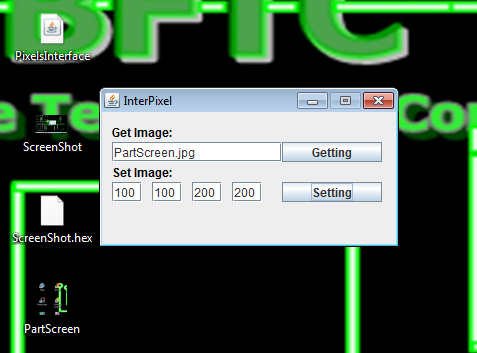 BFTC
e Te
Con
PixelsInterface
ScreenShot
ScreenShot.hex
PartScreen
InterPixel
Get Image:
PartScreen.jpg Getting
Set Image:
100 100 200 200 Setting